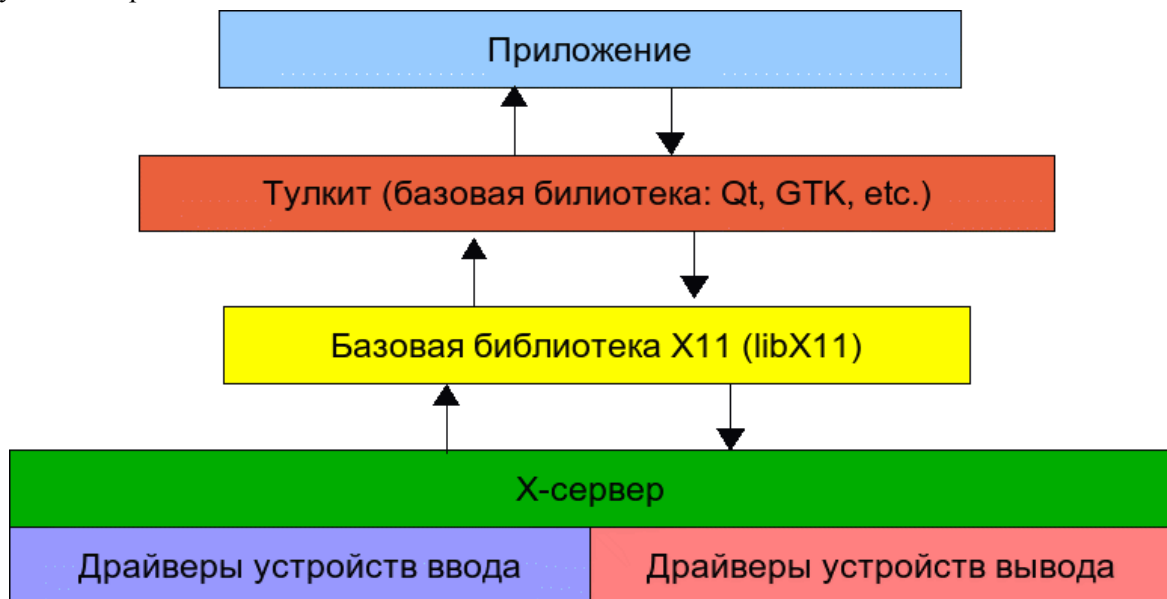 Приложение
Тулкит (базовая билиотека: Qt, GTK, etc.)
Базовая библиотека X11 (libX11)
X-сервер
Драйверы устройств ввода
Драйверы устройств вывода